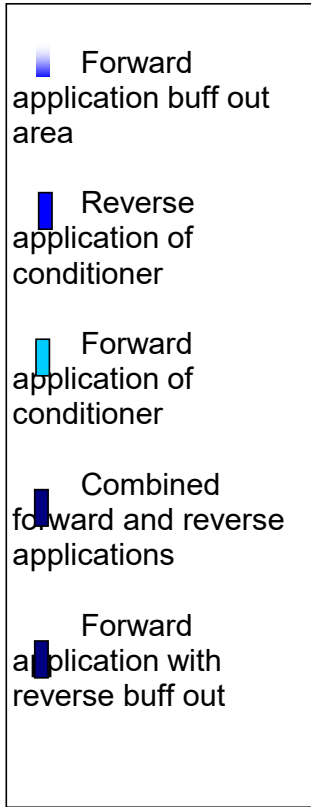 Forward
application buff out
area
Reverse
application of
conditioner
Forward
application of
conditioner
Combined
forward and reverse
applications
Forward
application with
reverse buff out